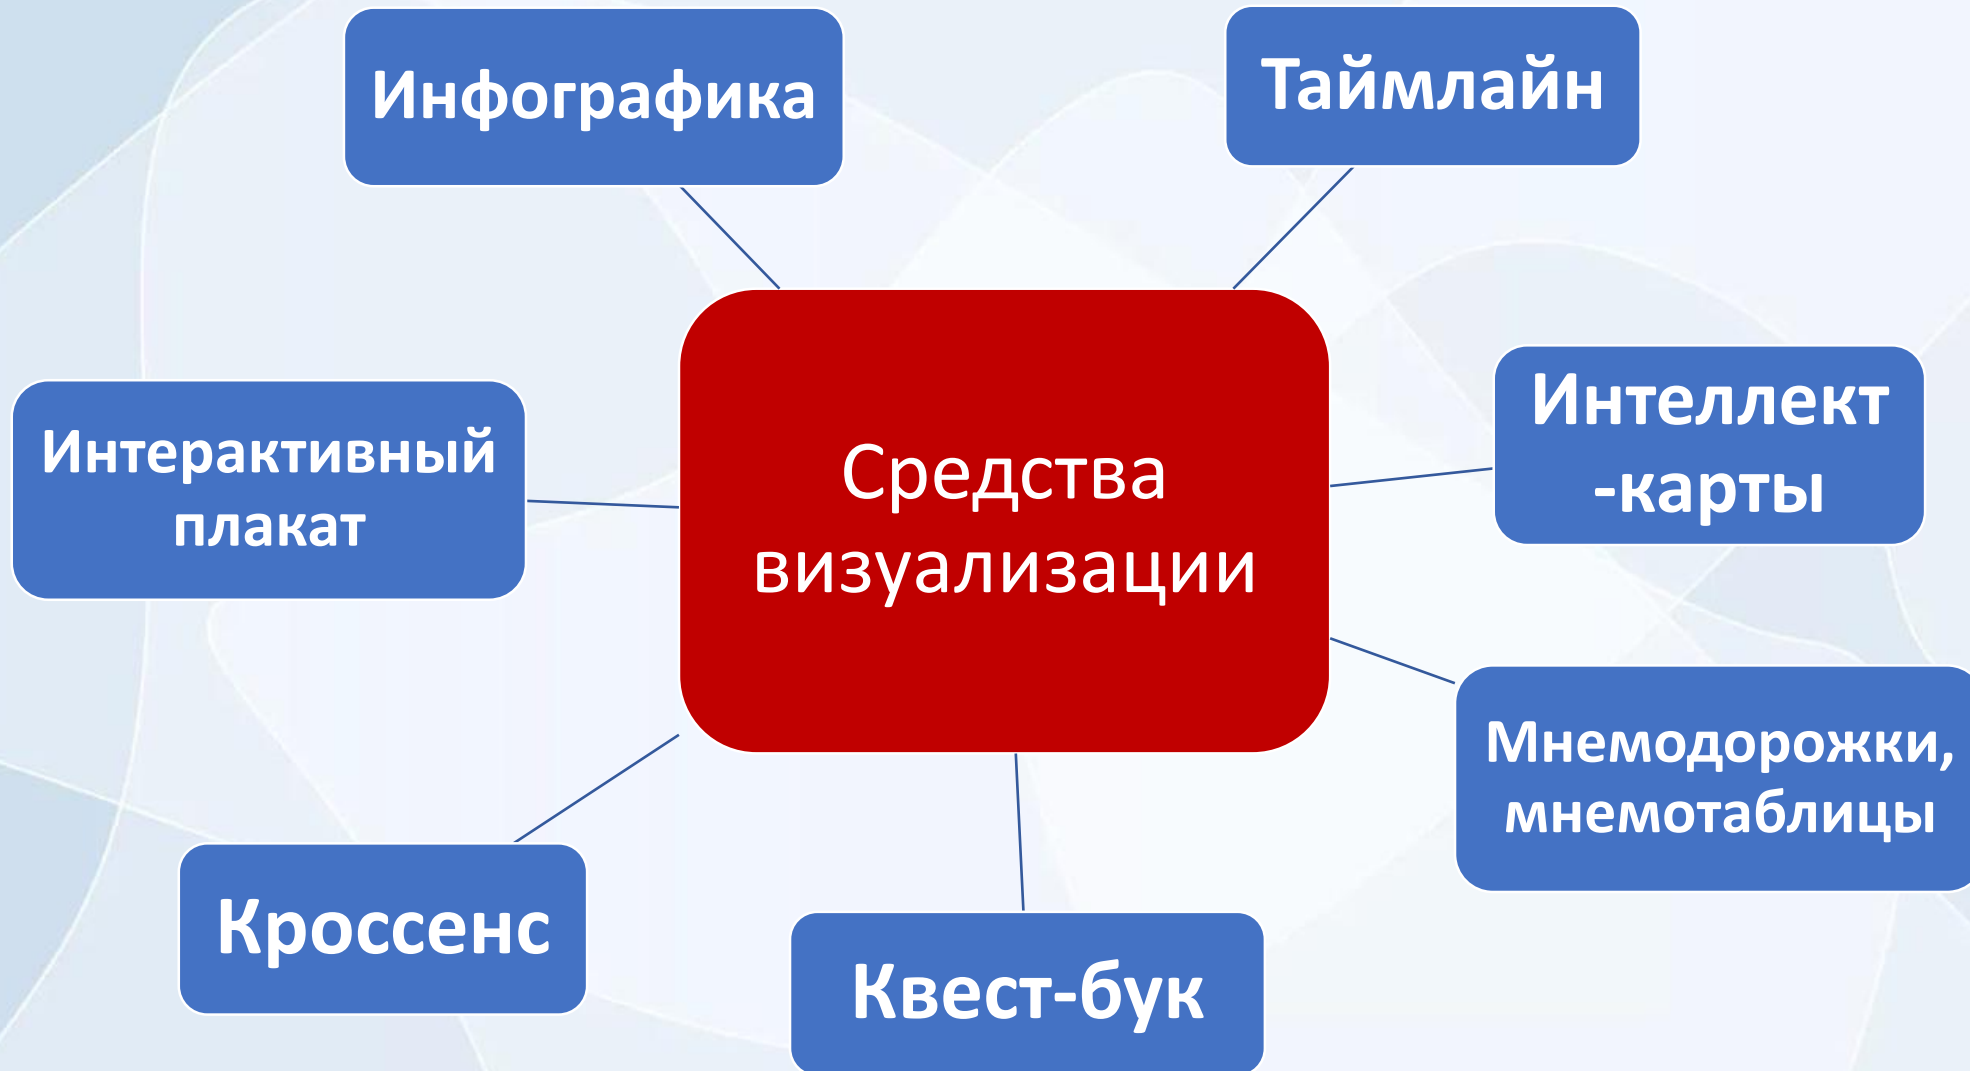 Инфографика
Таймлайн
Интеллект
-карты
Интерактивный
плакат
Средства
визуализации
Мнемодорожки,
мнемотаблицы
Кроссенс
Квест-бук